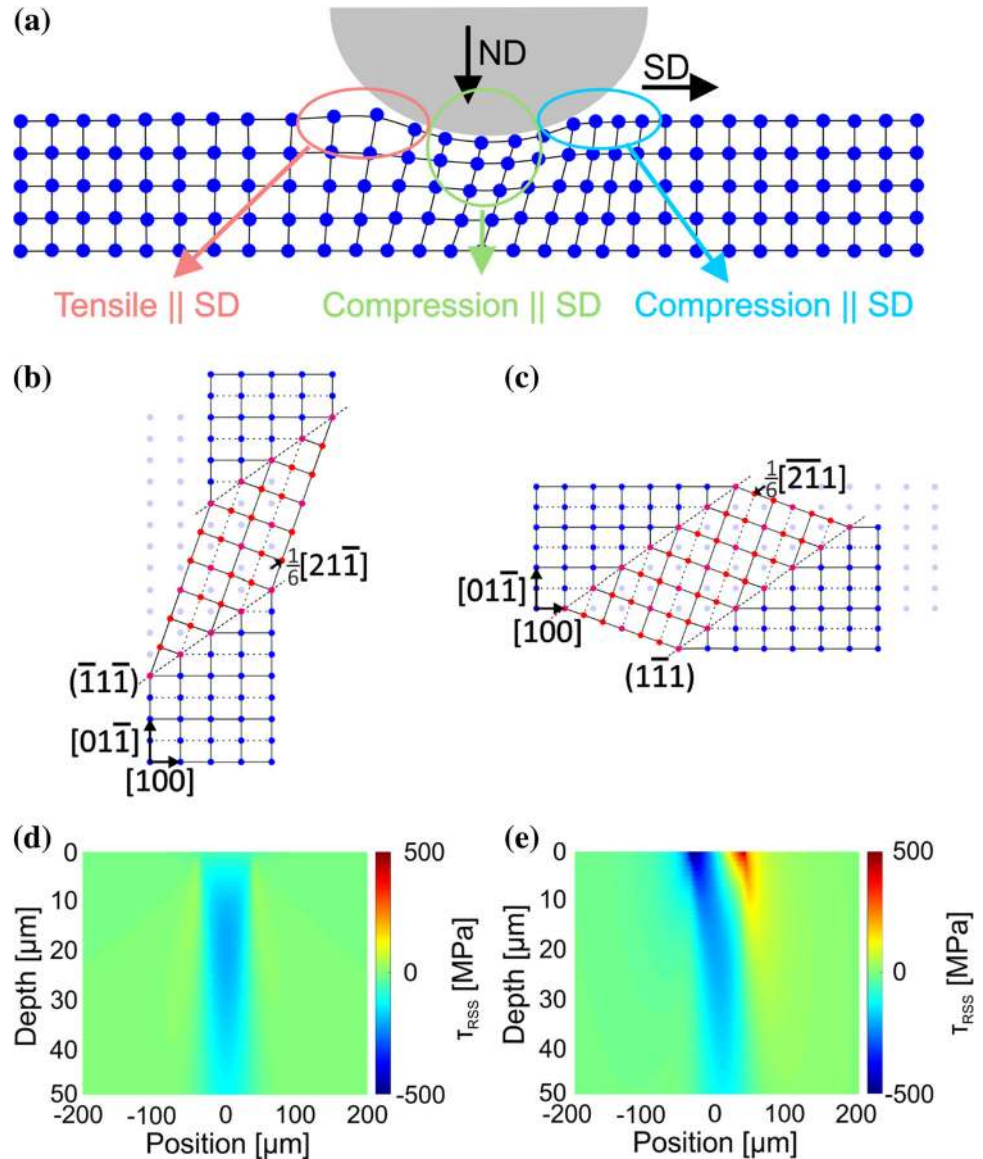 (a)
ND
SD
Tensile || SD
Compression || SD
Compression || SD
(b)
(c)
1/6[211̅]
1/6[2̅1̅1]
(1̅11̅)
(11̅1)
[011̅]
[100]
[011̅]
[100]
(d)
(e)
0
10
20
30
40
50
Depth [µm]
-200
-100
0
100
200
Position [µm]
500
0
-500
τRSS [MPa]
0
10
20
30
40
50
Depth [µm]
-200
-100
0
100
200
Position [µm]
500
0
-500
τRSS [MPa]